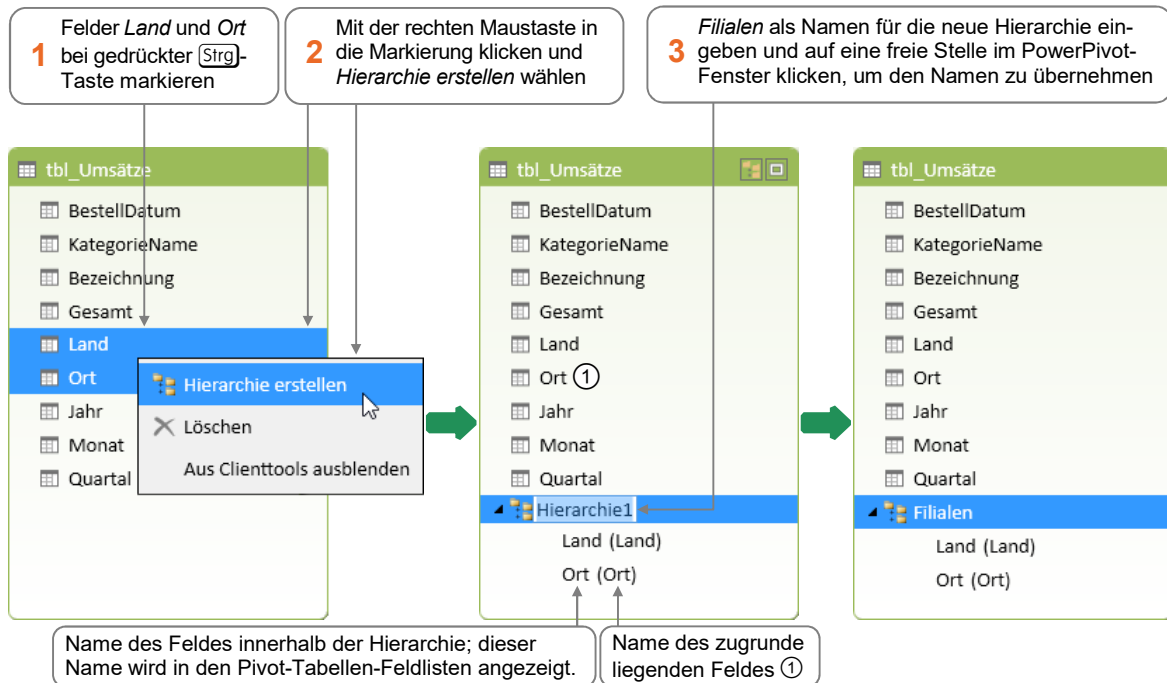 1
Felder Land und Ort
bei gedrückter Strg-
Taste markieren
2
Mit der rechten Maustaste in
die Markierung klicken und
Hierarchie erstellen wählen
3
Filialen als Namen für die neue Hierarchie ein-
geben und auf eine freie Stelle im PowerPivot-
Fenster klicken, um den Namen zu übernehmen
tbl_Umsätze
BestellDatum
KategorieName
Bezeichnung
Gesamt
Land
Ort
Jahr
Monat
Quartal
Hierarchie erstellen
Löschen
Aus Clienttools ausblenden
tbl_Umsätze
BestellDatum
KategorieName
Bezeichnung
Gesamt
Land
Ort ①
Jahr
Monat
Quartal
Hierarchie1
Land (Land)
Ort (Ort)
tbl_Umsätze
BestellDatum
KategorieName
Bezeichnung
Gesamt
Land
Ort
Jahr
Monat
Quartal
Filialen
Land (Land)
Ort (Ort)
Name des Feldes innerhalb der Hierarchie; dieser
Name wird in den Pivot-Tabellen-Feldlisten angezeigt.
Name des zugrunde
liegenden Feldes ①